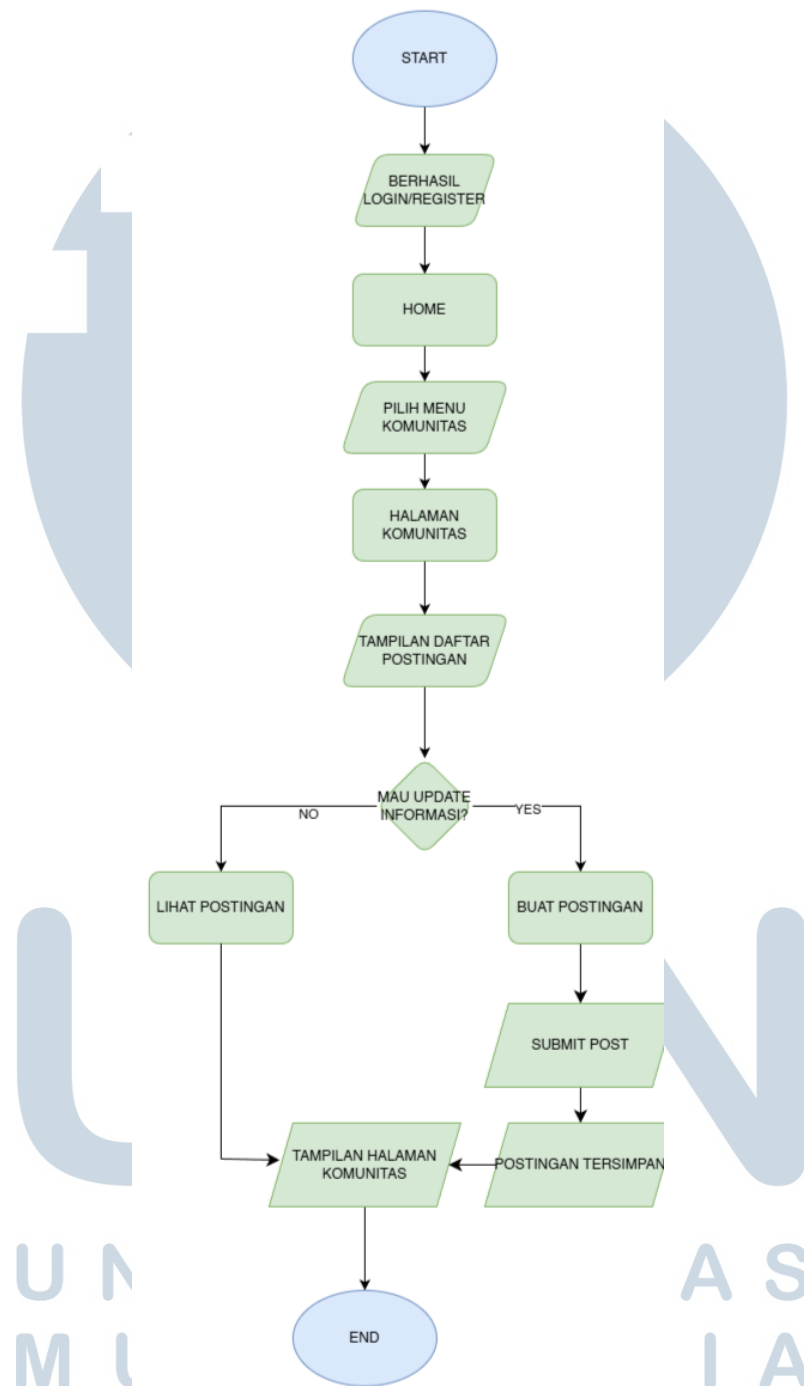 START
BERHASIL
LOGIN/REGISTER
HOME
PILIH MENU
KOMUNITAS
HALAMAN
KOMUNITAS
TAMPILAN DAFTAR
POSTINGAN
MAU UPDATE
INFORMASI?
NO
YES
LIHAT POSTINGAN
BUAT POSTINGAN
SUBMIT POST
TAMPILAN HALAMAN
KOMUNITAS
POSTINGAN TERSIMPAN
END